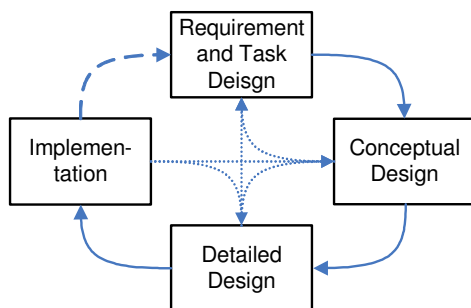 Requirement
and Task
Deisgn
Implemen-
tation
Conceptual
Design
Detailed
Design